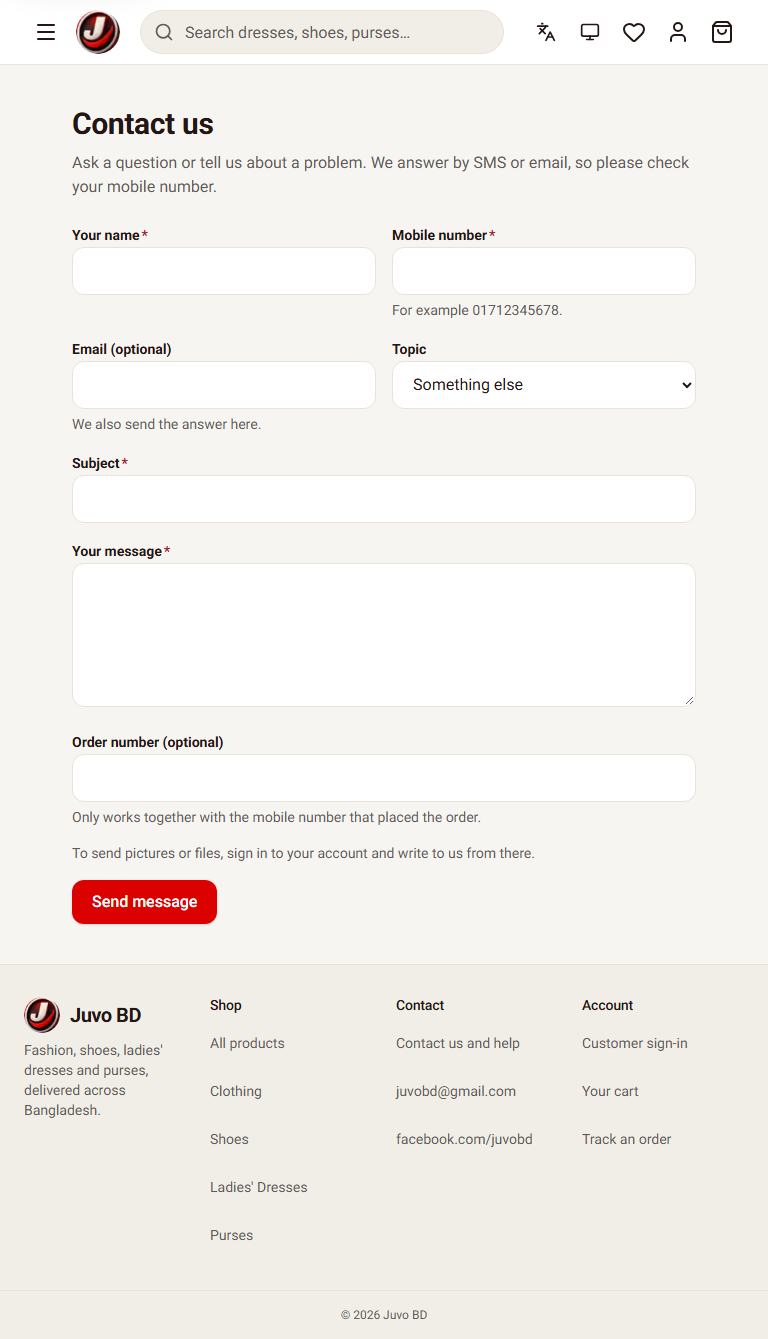 Search dresses, shoes, purses...
Contact us
Ask a question or tell us about a problem. We answer by SMS or email, so please check
your mobile number.
Your name *
Mobile number *
For example 01712345678.
Email (optional)
We also send the answer here.
Topic
Something else
Subject *
Your message *
Order number (optional)
Only works together with the mobile number that placed the order.
To send pictures or files, sign in to your account and write to us from there.
Send message
J Juvo BD
Fashion, shoes, ladies'
dresses and purses,
delivered across
Bangladesh.
Shop
All products
Clothing
Shoes
Ladies' Dresses
Purses
Contact
Contact us and help
juvobd@gmail.com
facebook.com/juvobd
Account
Customer sign-in
Your cart
Track an order
© 2026 Juvo BD